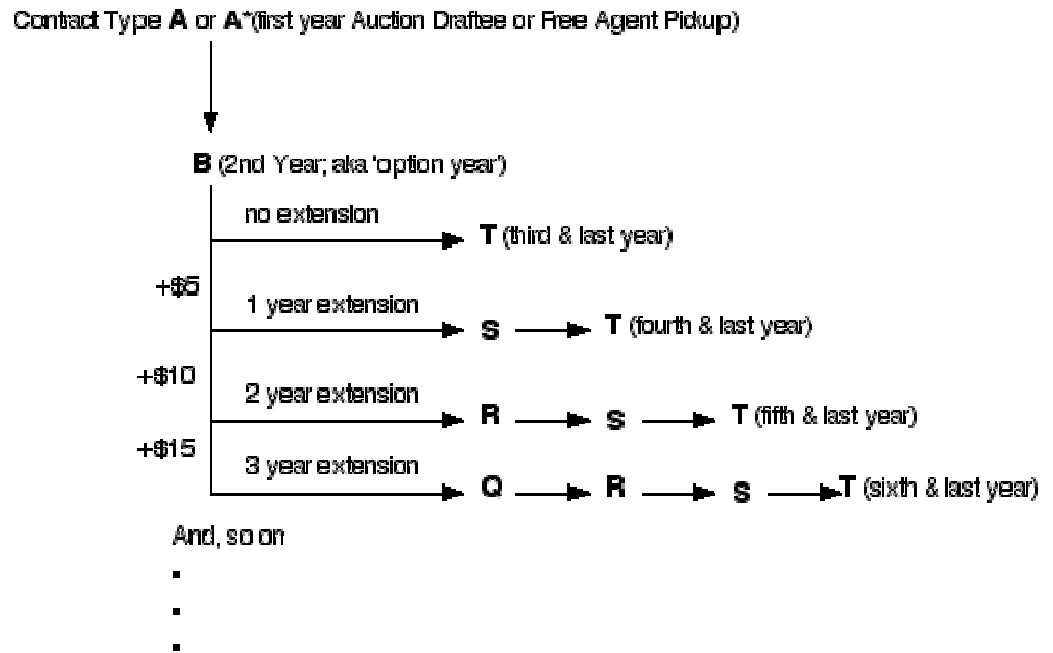 Contract Type A or A*(first year Auction Draftee or Free Agent Pickup)
B (2nd Year; aka 'option year')
no extension
T (third & last year)
+$5
1 year extension
S
T (fourth & last year)
+$10
2 year extension
R
S
T (fifth & last year)
+$15
3 year extension
Q
R
S
T (sixth & last year)
And, so on